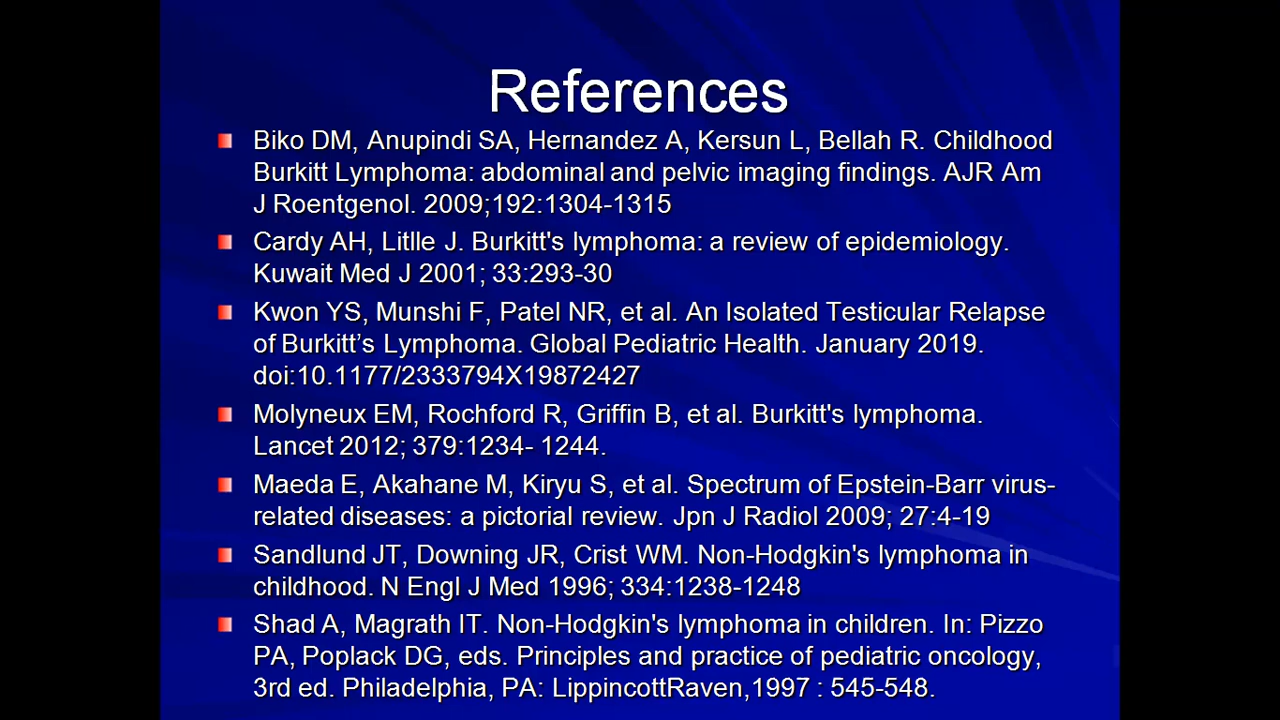 References
Biko DM, Anupindi SA, Hernandez A, Kersun L, Bellah R. Childhood
Burkitt Lymphoma: abdominal and pelvic imaging findings. AJR Am
J Roentgenol. 2009;192:1304-1315
Cardy AH, Litlle J. Burkitt's lymphoma: a review of epidemiology.
Kuwait Med J 2001; 33:293-30
Kwon YS, Munshi F, Patel NR, et al. An Isolated Testicular Relapse
of Burkitt’s Lymphoma. Global Pediatric Health. January 2019.
doi:10.1177/2333794X19872427
Molyneux EM, Rochford R, Griffin B, et al. Burkitt's lymphoma.
Lancet 2012; 379:1234- 1244.
Maeda E, Akahane M, Kiryu S, et al. Spectrum of Epstein-Barr virus-
related diseases: a pictorial review. Jpn J Radiol 2009; 27:4-19
Sandlund JT, Downing JR, Crist WM. Non-Hodgkin's lymphoma in
childhood. N Engl J Med 1996; 334:1238-1248
Shad A, Magrath IT. Non-Hodgkin's lymphoma in children. In: Pizzo
PA, Poplack DG, eds. Principles and practice of pediatric oncology,
3rd ed. Philadelphia, PA: LippincottRaven,1997 : 545-548.